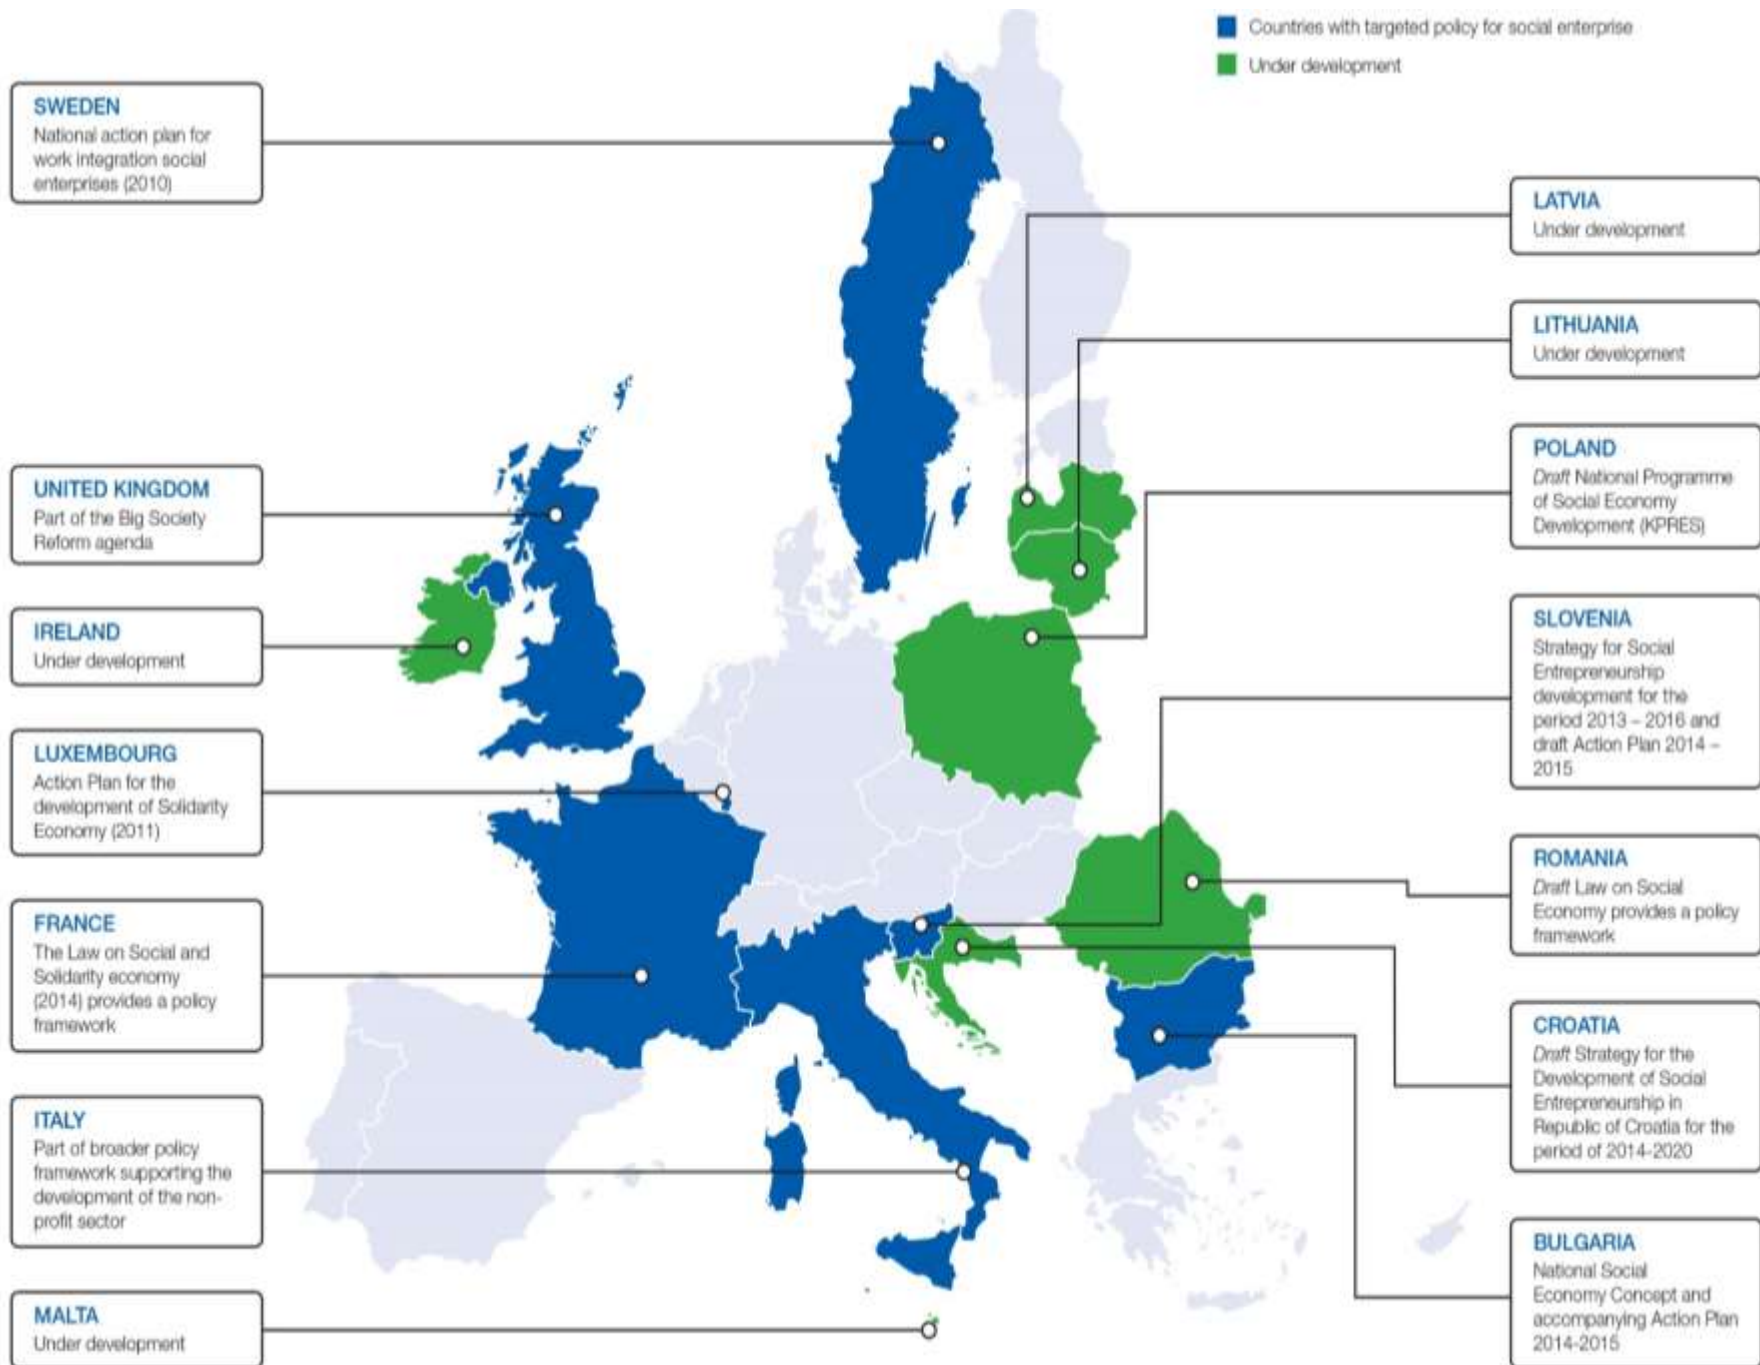 Countries with targeted policy for social enterprise
Under development
SWEDEN
National action plan for
work integration social
enterprises (2010)
UNITED KINGDOM
Part of the Big Society
Reform agenda
IRELAND
Under development
LUXEMBOURG
Action Plan for the
development of Solidarity
Economy (2011)
FRANCE
The Law on Social and
Solidarity economy
(2014) provides a policy
framework
ITALY
Part of broader policy
framework supporting the
development of the non-
profit sector
MALTA
Under development
LATVIA
Under development
LITHUANIA
Under development
POLAND
Draft National Programme
of Social Economy
Development (KPRES)
SLOVENIA
Strategy for Social
Entrepreneurship
development for the
period 2013 – 2016 and
draft Action Plan 2014 –
2015
ROMANIA
Draft Law on Social
Economy provides a policy
framework
CROATIA
Draft Strategy for the
Development of Social
Entrepreneurship in
Republic of Croatia for the
period of 2014-2020
BULGARIA
National Social
Economy Concept and
accompanying Action Plan
2014-2015